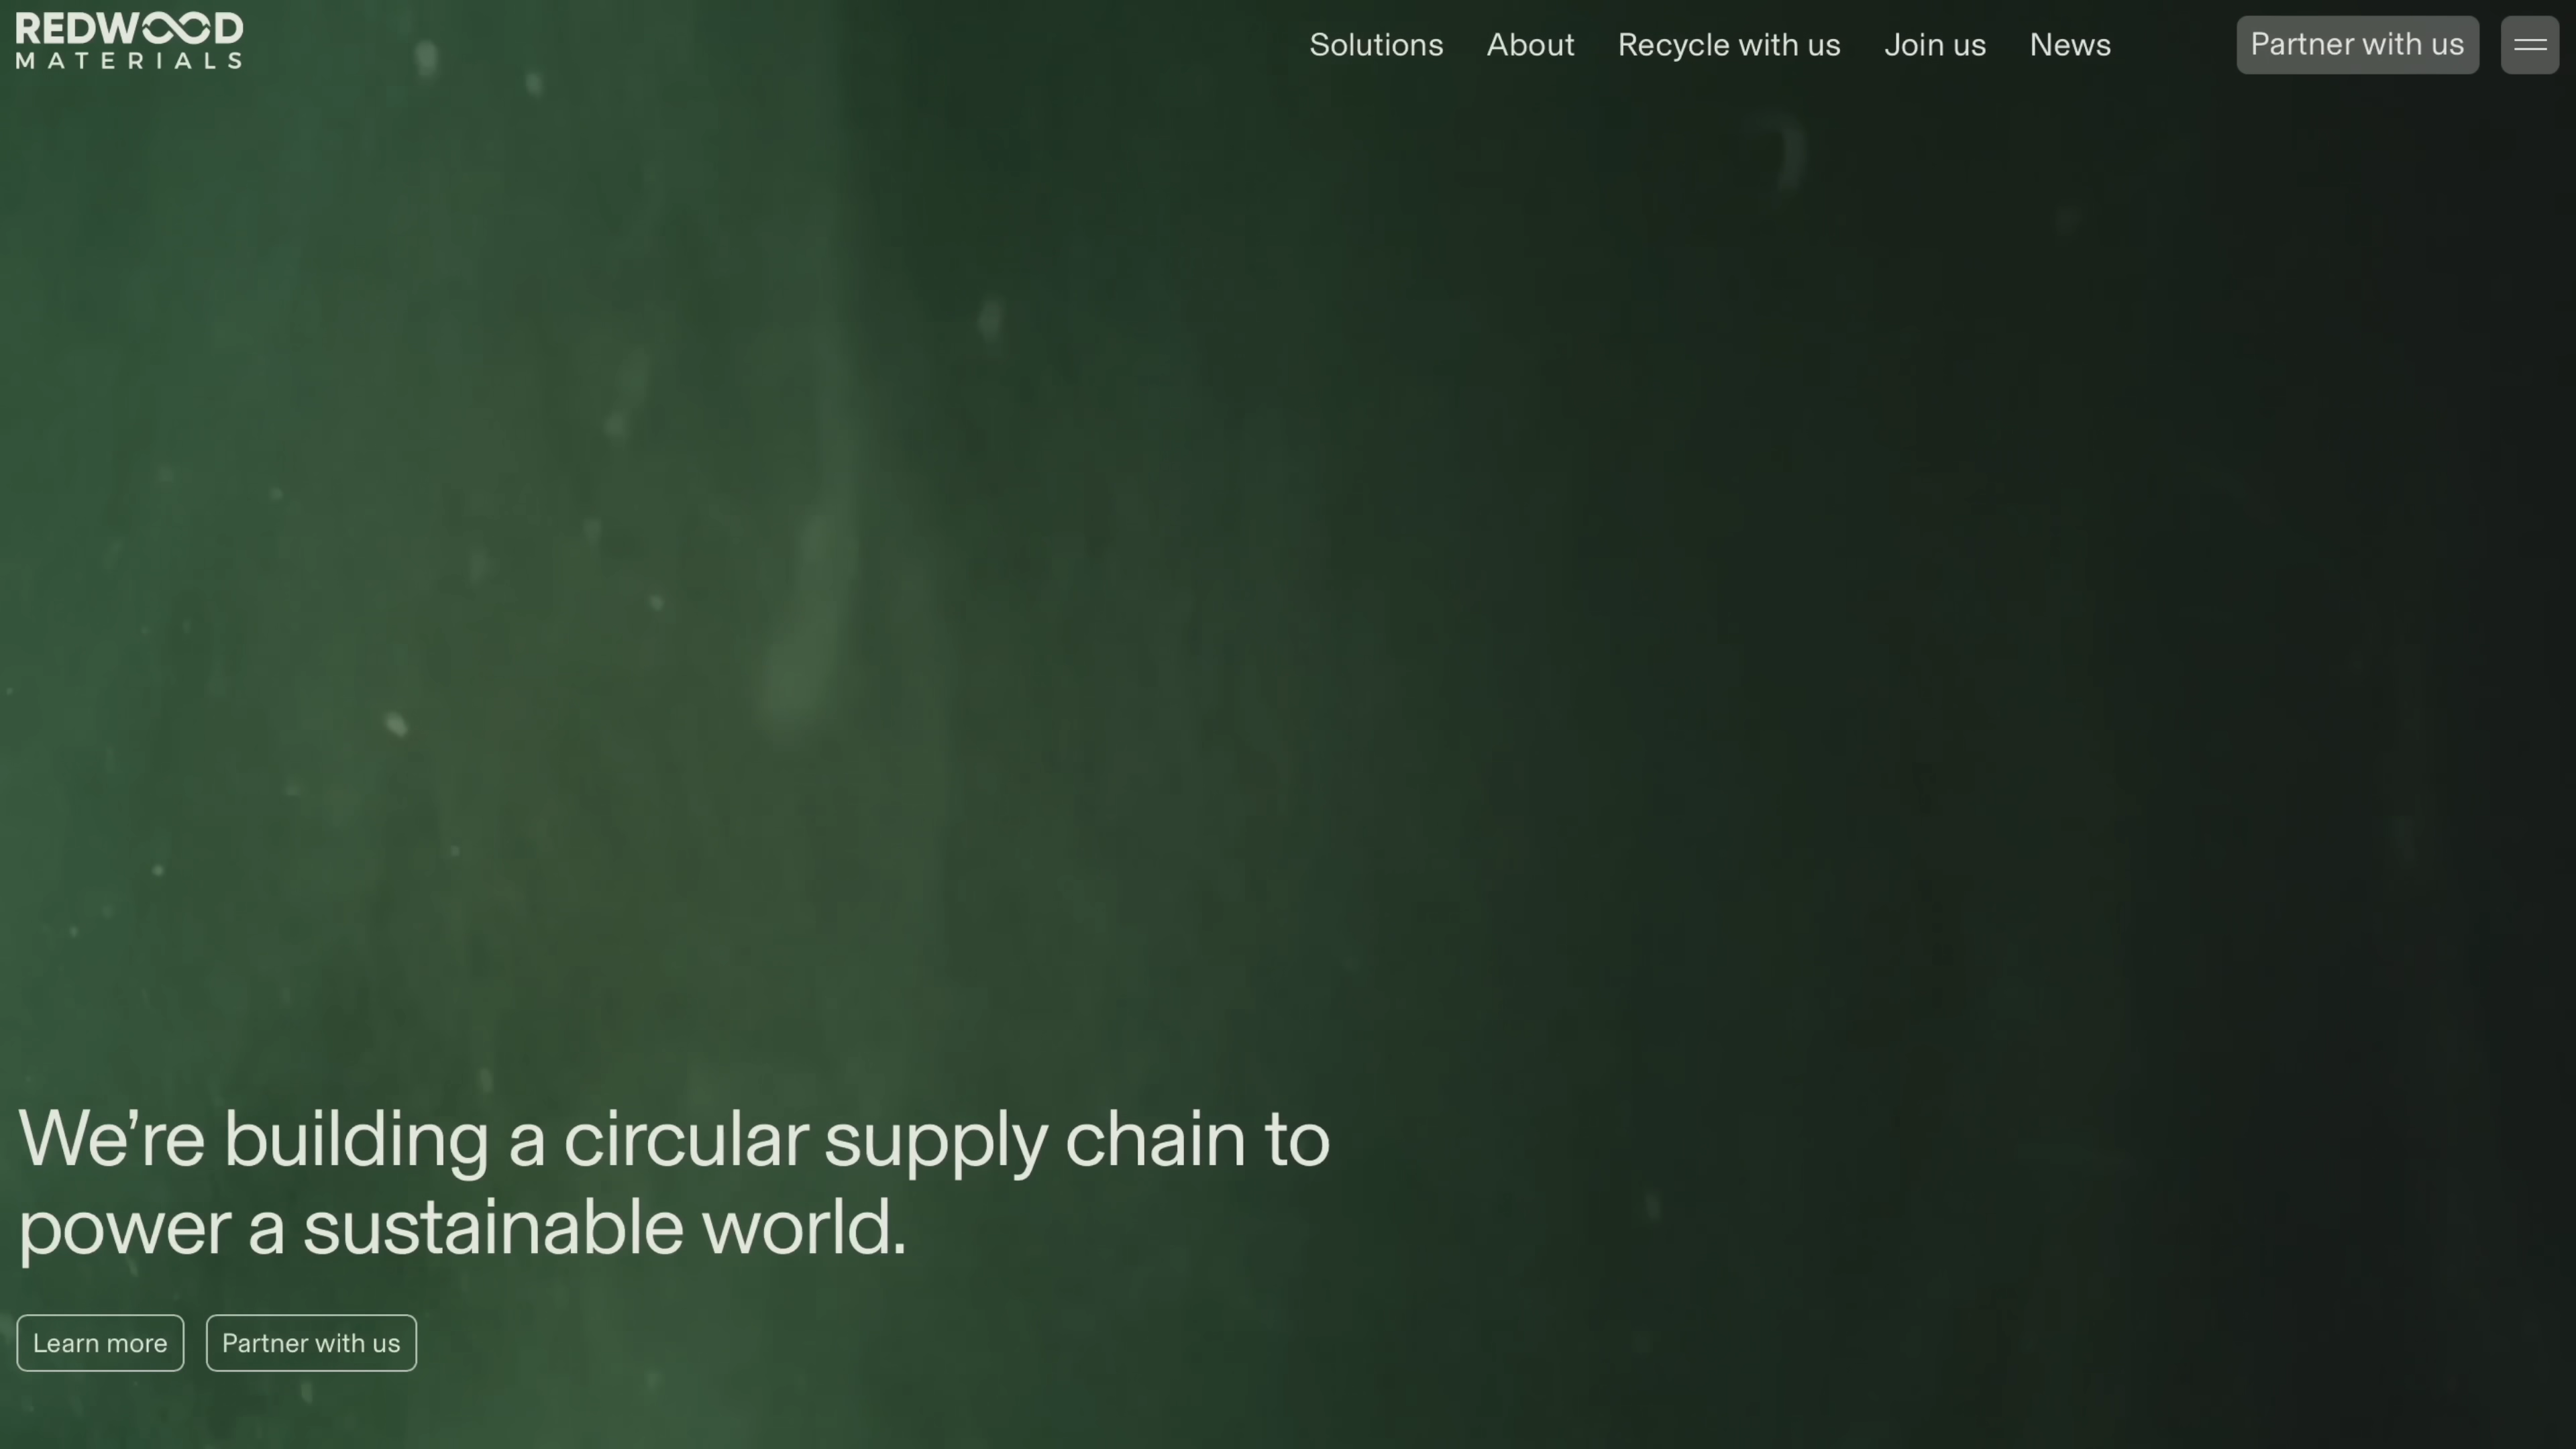 REDWOOD
MATERIALS
Solutions
About
Recycle with us
Join us
News
Partner with us
We’re building a circular supply chain to
power a sustainable world.
Learn more
Partner with us